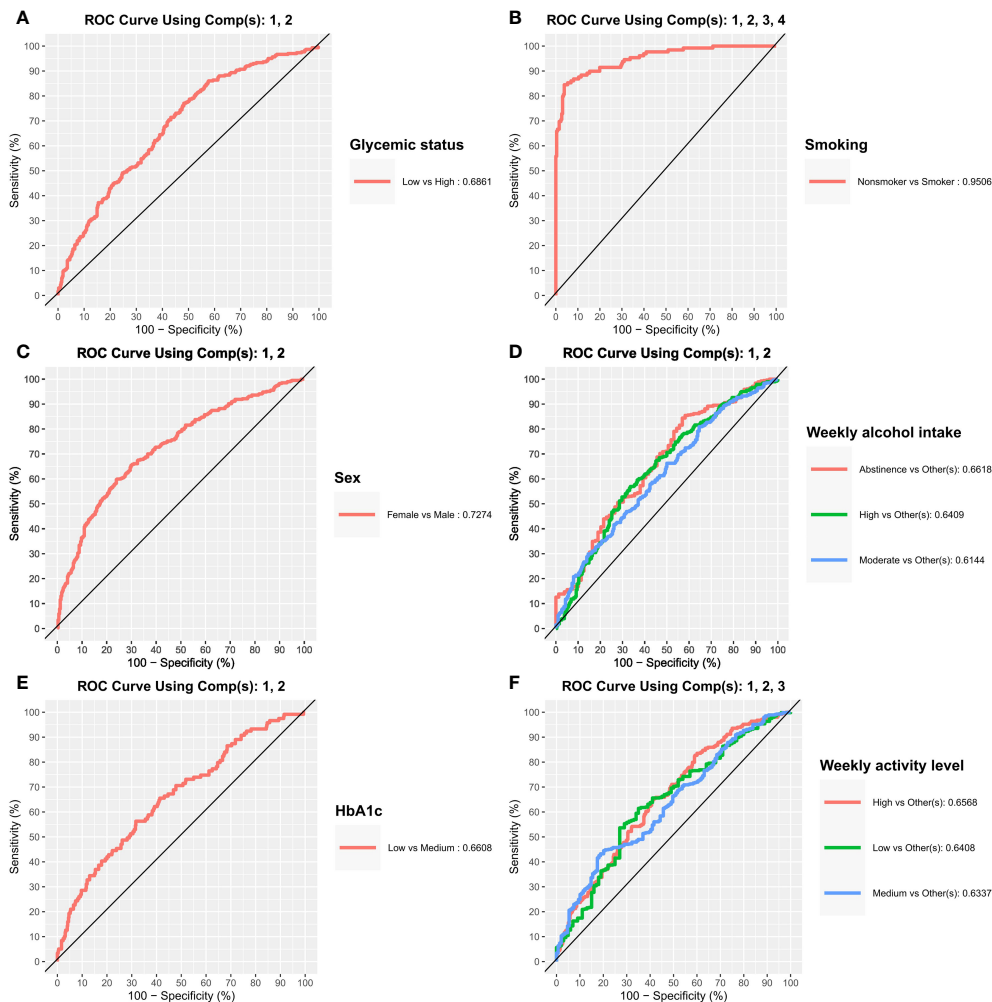 A
ROC Curve Using Comp(s): 1, 2
Sensitivity (%)
100
90
80
70
60
50
40
30
20
10
0
0 10 20 30 40 50 60 70 80 90 100
100 − Specificity (%)
Glycemic status
Low vs High : 0.6861
B
ROC Curve Using Comp(s): 1, 2, 3, 4
Sensitivity (%)
100
90
80
70
60
50
40
30
20
10
0
0 10 20 30 40 50 60 70 80 90 100
100 − Specificity (%)
Smoking
Nonsmoker vs Smoker : 0.9506
C
ROC Curve Using Comp(s): 1, 2
Sensitivity (%)
100
90
80
70
60
50
40
30
20
10
0
0 10 20 30 40 50 60 70 80 90 100
100 − Specificity (%)
Sex
Female vs Male : 0.7274
D
ROC Curve Using Comp(s): 1, 2
Sensitivity (%)
100
90
80
70
60
50
40
30
20
10
0
0 10 20 30 40 50 60 70 80 90 100
100 − Specificity (%)
Weekly alcohol intake
Abstinence vs Other(s): 0.6618
High vs Other(s): 0.6409
Moderate vs Other(s): 0.6144
E
ROC Curve Using Comp(s): 1, 2
Sensitivity (%)
100
90
80
70
60
50
40
30
20
10
0
0 10 20 30 40 50 60 70 80 90 100
100 − Specificity (%)
HbA1c
Low vs Medium : 0.6608
F
ROC Curve Using Comp(s): 1, 2, 3
Sensitivity (%)
100
90
80
70
60
50
40
30
20
10
0
0 10 20 30 40 50 60 70 80 90 100
100 − Specificity (%)
Weekly activity level
High vs Other(s): 0.6568
Low vs Other(s): 0.6408
Medium vs Other(s): 0.6337